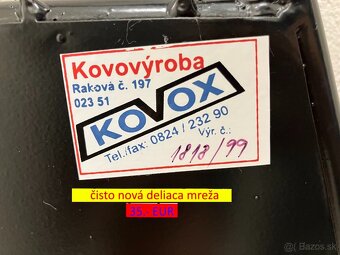 Kovovýroba
Raková č. 197
023 51
KOVOX
Tel./fax: 0824 / 232 90
Výr. č.:
1818/99
čisto nová deliaca mreža
35. EUR
Bazos.sk